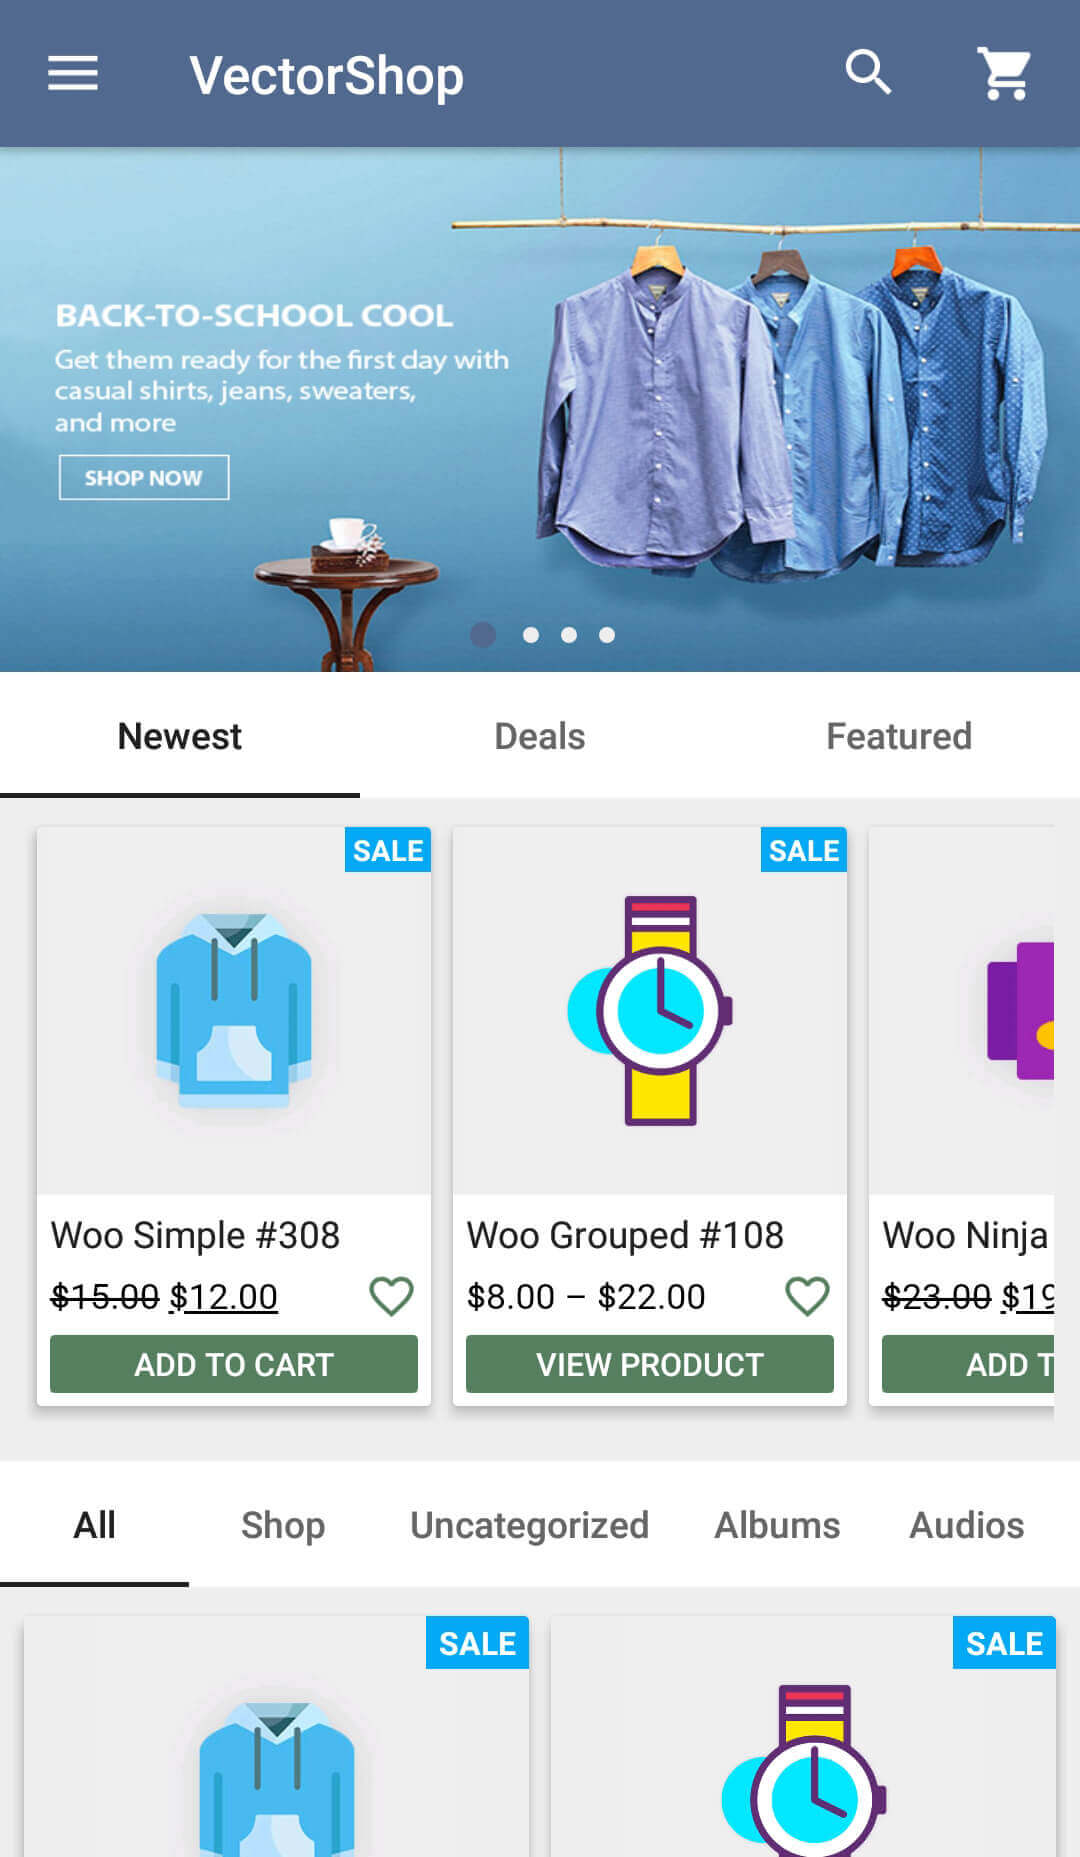 VectorShop
BACK-TO-SCHOOL COOL
Get them ready for the first day with
casual shirts, jeans, sweaters,
and more
SHOP NOW
Newest Deals Featured
SALE SALE
Woo Simple #308 Woo Grouped #108 Woo Ninja
$15.00 $12.00 $8.00 – $22.00 $23.00 $19
ADD TO CART VIEW PRODUCT ADD T
All Shop Uncategorized Albums Audios
SALE SALE